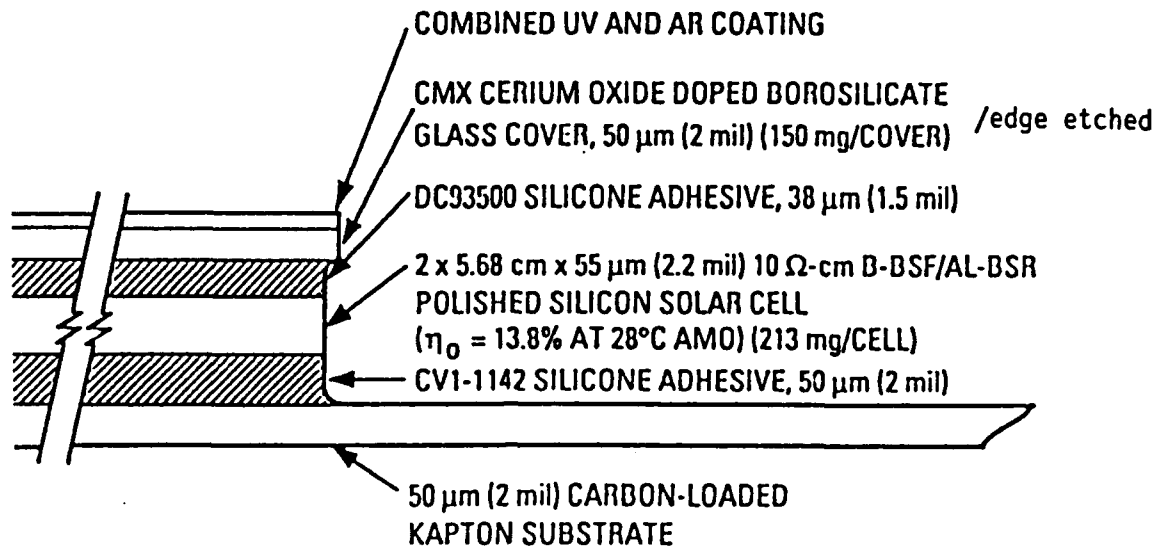 COMBINED UV AND AR COATING
CMX CERIUM OXIDE DOPED BOROSILICATE
GLASS COVER, 50 μm (2 mil) (150 mg/COVER) /edge etched
DC93500 SILICONE ADHESIVE, 38 μm (1.5 mil)
2 x 5.68 cm x 55 μm (2.2 mil) 10 Ω-cm B-BSF/AL-BSR
POLISHED SILICON SOLAR CELL
(η₀ = 13.8% AT 28°C AMO) (213 mg/CELL)
CV1-1142 SILICONE ADHESIVE, 50 μm (2 mil)
50 μm (2 mil) CARBON-LOADED
KAPTON SUBSTRATE